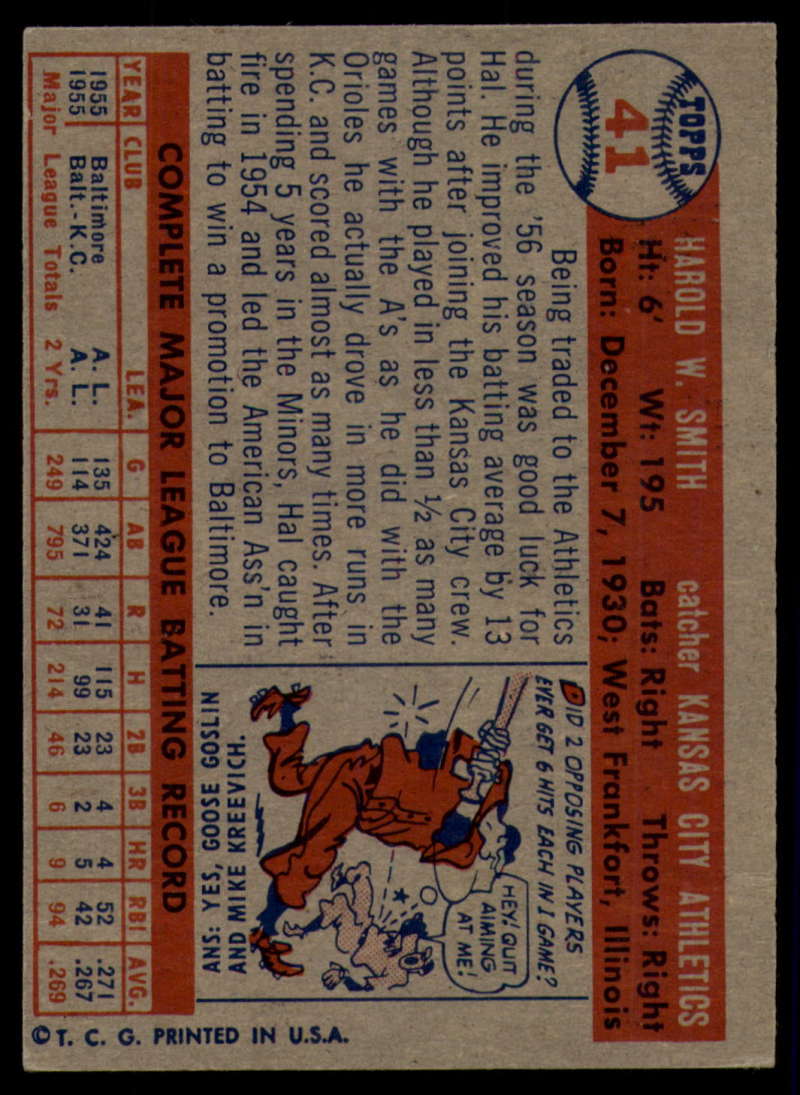 TOPPS
41
HAROLD W. SMITH catcher KANSAS CITY ATHLETICS
Ht: 6' Wt: 195 Bats: Right Throws: Right
Born: December 7, 1930; West Frankfort, Illinois
Being traded to the Athletics
during the '56 season was good luck for
Hal. He improved his batting average by 13
points after joining the Kansas City crew.
Although he played in less than ½ as many
games with the A's as he did with the
Orioles he actually drove in more runs in
K.C. and scored almost as many times. After
spending 5 years in the Minors, Hal caught
fire in 1954 and led the American Ass'n in
batting to win a promotion to Baltimore.
DID 2 OPPOSING PLAYERS
EVER GET 6 HITS EACH IN 1 GAME?
HEY! QUIT
AIMING
AT ME!
ANS: YES, GOOSE GOSLIN
AND MIKE KREEVICH.
COMPLETE MAJOR LEAGUE BATTING RECORD
YEAR CLUB LEA. G AB R H 2B 3B HR RBI AVG.
1955 Baltimore A. L. 135 424 41 115 23 4 4 52 .271
1955 Balt.-K.C. A. L. 114 371 31 99 23 2 5 42 .267
Major League Totals 2 Yrs. 249 795 72 214 46 6 9 94 .269
© T. C. G. PRINTED IN U.S.A.